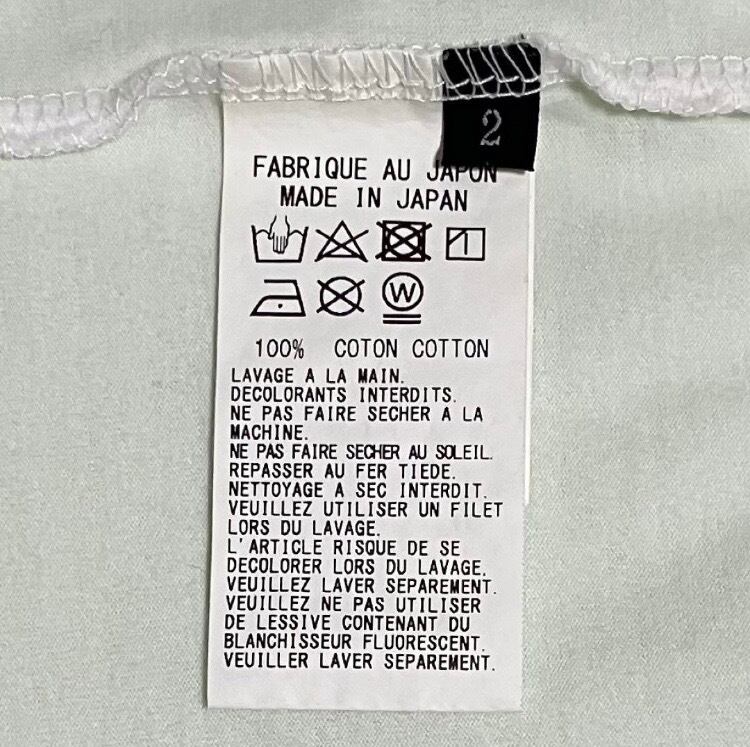 2
FABRIQUE AU JAPON
MADE IN JAPAN
W
100% COTON COTTON
LAVAGE A LA MAIN.
DECOLORANTS INTERDITS.
NE PAS FAIRE SECHER A LA
MACHINE.
NE PAS FAIRE SECHER AU SOLEIL.
REPASSER AU FER TIEDE.
NETTOYAGE A SEC INTERDIT.
VEUILLEZ UTILISER UN FILET
LORS DU LAVAGE.
L'ARTICLE RISQUE DE SE
DECOLORER LORS DU LAVAGE.
VEUILLEZ LAVER SEPAREMENT.
VEUILLEZ NE PAS UTILISER
DE LESSIVE CONTENANT DU
BLANCHISSEUR FLUORESCENT.
VEUILLER LAVER SEPAREMENT.